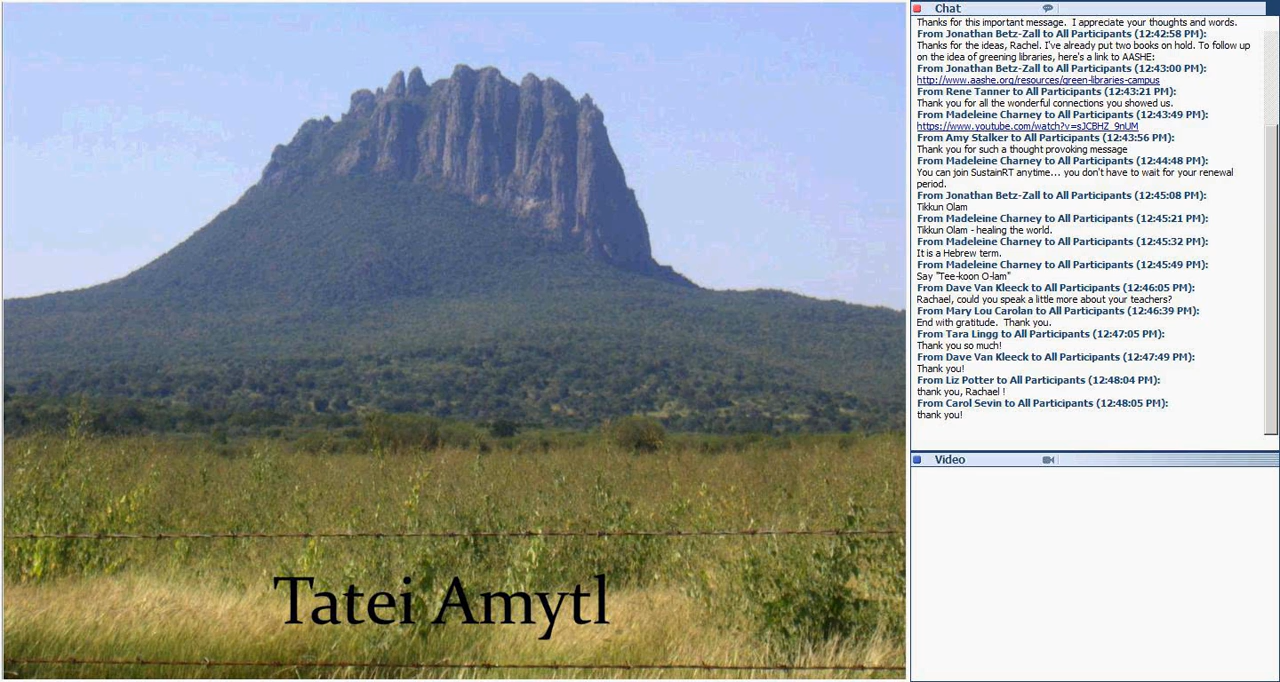 Tatei Amytl
Chat
Thanks for this important message.  I appreciate your thoughts and words.
From Jonathan Betz-Zall to All Participants (12:42:58 PM):
Thanks for the ideas, Rachel. I've already put two books on hold. To follow up
on the idea of greening libraries, here's a link to AASHE:
From Jonathan Betz-Zall to All Participants (12:43:00 PM):
http://www.aashe.org/resources/green-libraries-campus
From Rene Tanner to All Participants (12:43:21 PM):
Thank you for all the wonderful connections you showed us.
From Madeleine Charney to All Participants (12:43:49 PM):
https://www.youtube.com/watch?v=sJCBHZ_9nUM
From Amy Stalker to All Participants (12:43:56 PM):
Thank you for such a thought provoking message
From Madeleine Charney to All Participants (12:44:48 PM):
You can join SustainRT anytime... you don't have to wait for your renewal
period.
From Jonathan Betz-Zall to All Participants (12:45:08 PM):
Tikkun Olam
From Madeleine Charney to All Participants (12:45:21 PM):
Tikkun Olam - healing the world.
From Madeleine Charney to All Participants (12:45:32 PM):
It is a Hebrew term.
From Madeleine Charney to All Participants (12:45:49 PM):
Say "Tee-koon O-lam"
From Dave Van Kleeck to All Participants (12:46:05 PM):
Rachael, could you speak a little more about your teachers?
From Mary Lou Carolan to All Participants (12:46:39 PM):
End with gratitude.  Thank you.
From Tara Lingg to All Participants (12:47:05 PM):
Thank you so much!
From Dave Van Kleeck to All Participants (12:47:49 PM):
Thank you!
From Liz Potter to All Participants (12:48:04 PM):
thank you, Rachael !
From Carol Sevin to All Participants (12:48:05 PM):
thank you!
Video